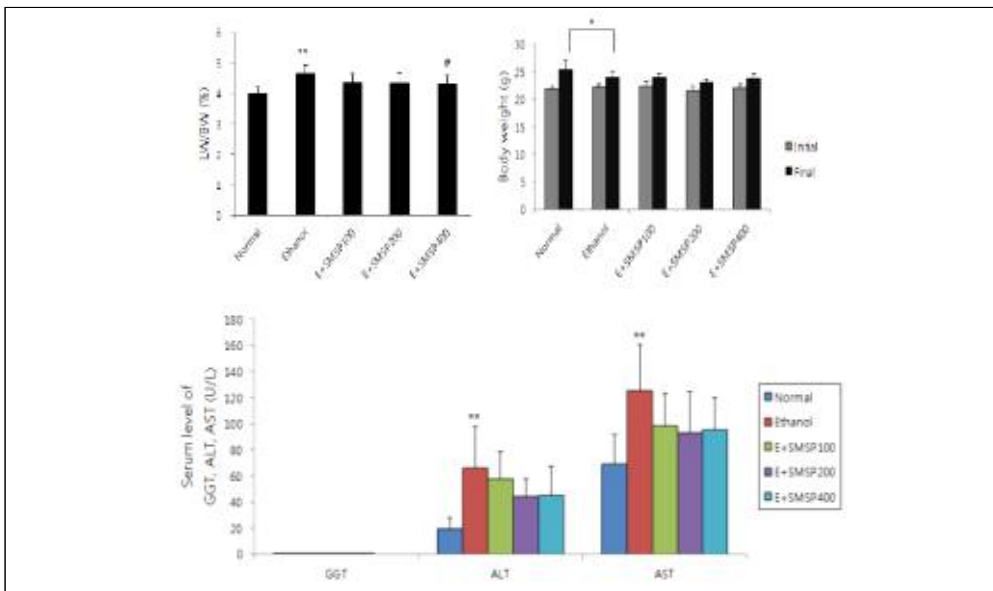 **
#
LW/BW (%)
5
4
3
2
1
0
Normal
Ethanol
E+SMSP100
E+SMSP200
E+SMSP400
*
Body weight (g)
30
25
20
15
10
5
0
Normal
Ethanol
E+SMSP100
E+SMSP200
E+SMSP400
Initial
Final
Serum level of
GGT, ALT, AST (U/L)
180
160
140
120
100
80
60
40
20
0
**
**
GGT
ALT
AST
Normal
Ethanol
E+SMSP100
E+SMSP200
E+SMSP400